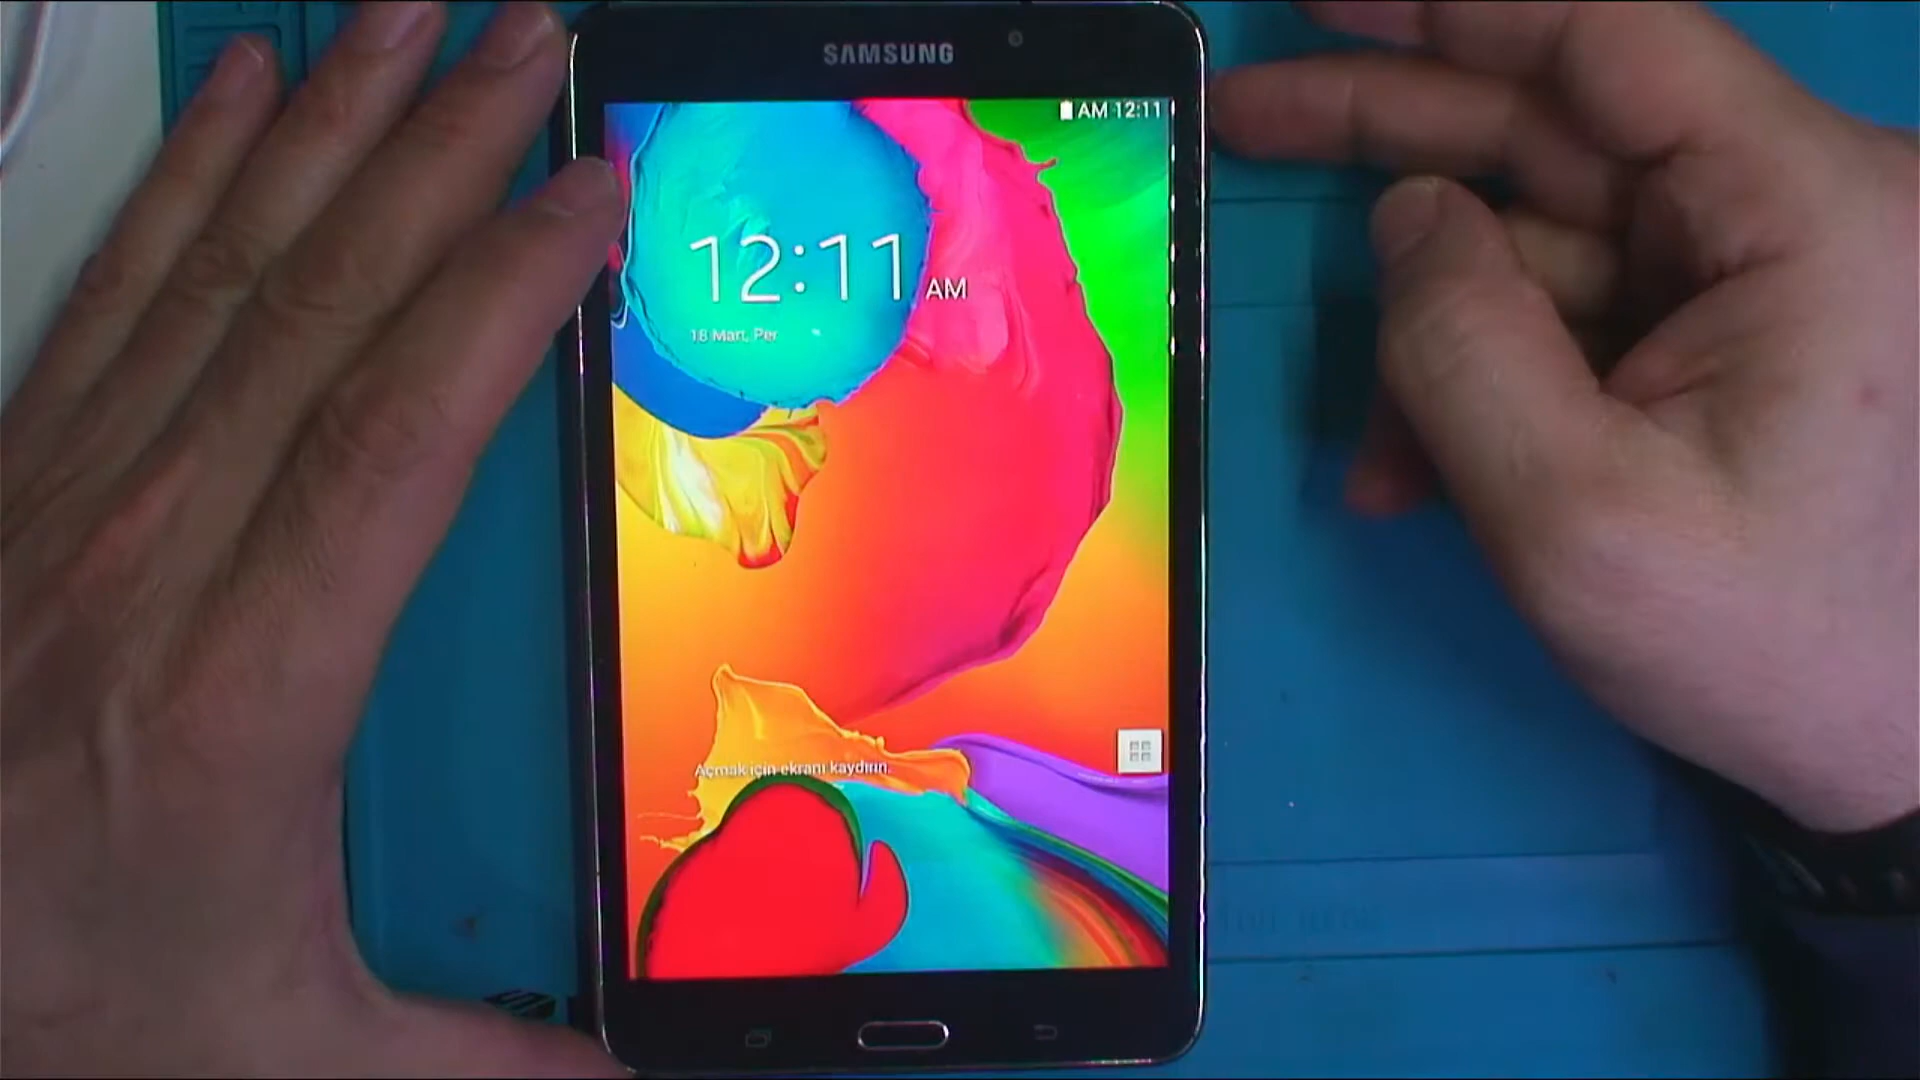 SAMSUNG
AM 12:11
12:11 AM
18 Mart, Per
Açmak için ekranı kaydırın.